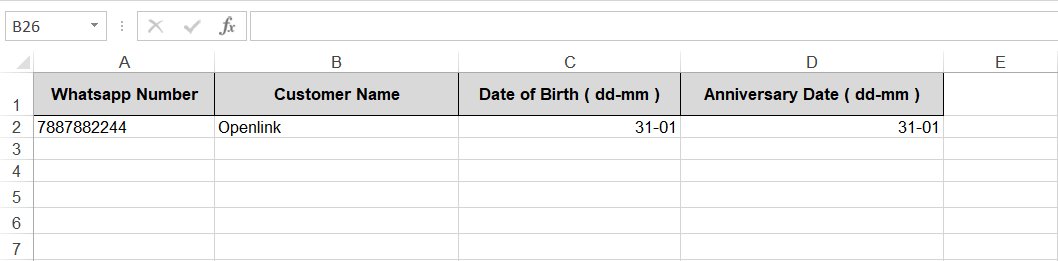 B26
fx
A B C D E
1 Whatsapp Number Customer Name Date of Birth ( dd-mm ) Anniversary Date ( dd-mm )
2 7887882244 Openlink 31-01 31-01
3
4
5
6
7